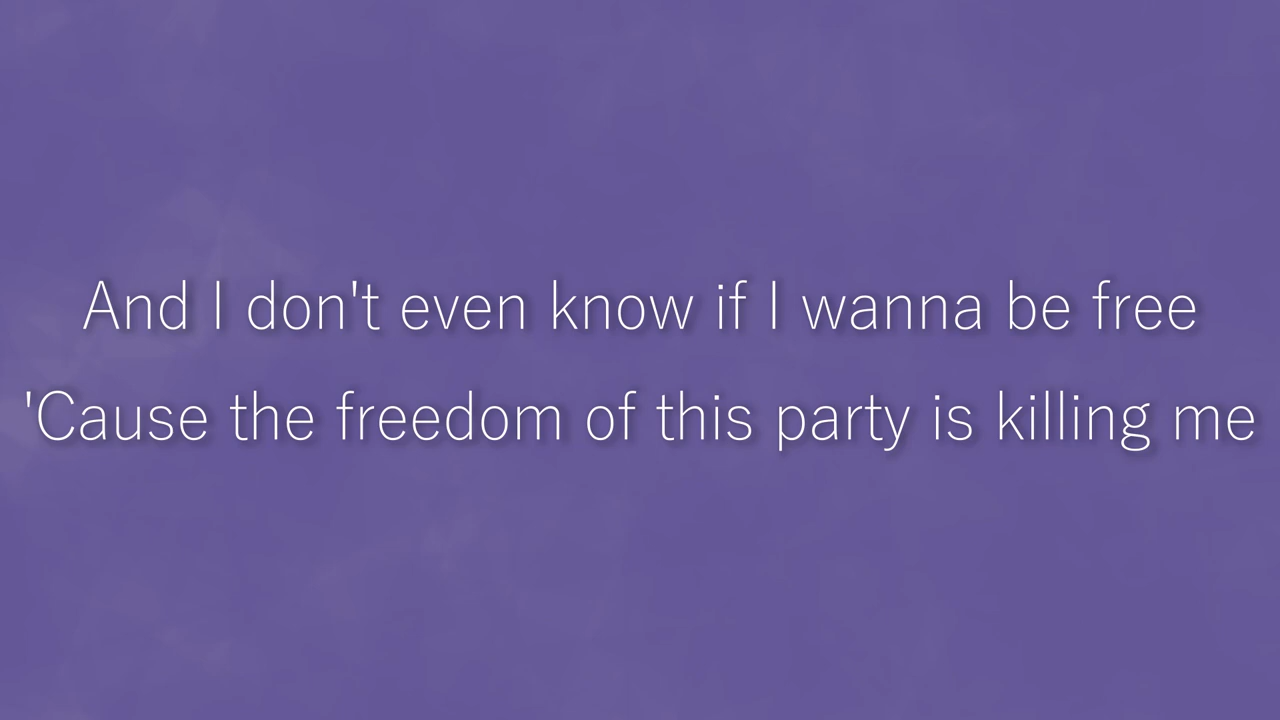 And I don't even know if I wanna be free
'Cause the freedom of this party is killing me